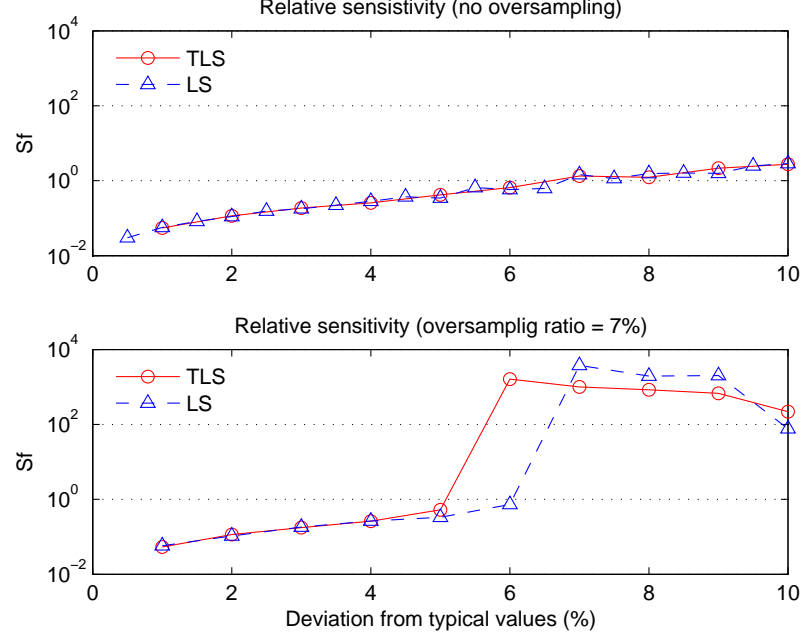 Relative sensistivity (no oversampling)
10^4
10^2
10^0
10^−2
Sf
TLS
LS
0 2 4 6 8 10
Relative sensitivity (oversamplig ratio = 7%)
10^4
10^2
10^0
10^−2
Sf
TLS
LS
0 2 4 6 8 10
Deviation from typical values (%)